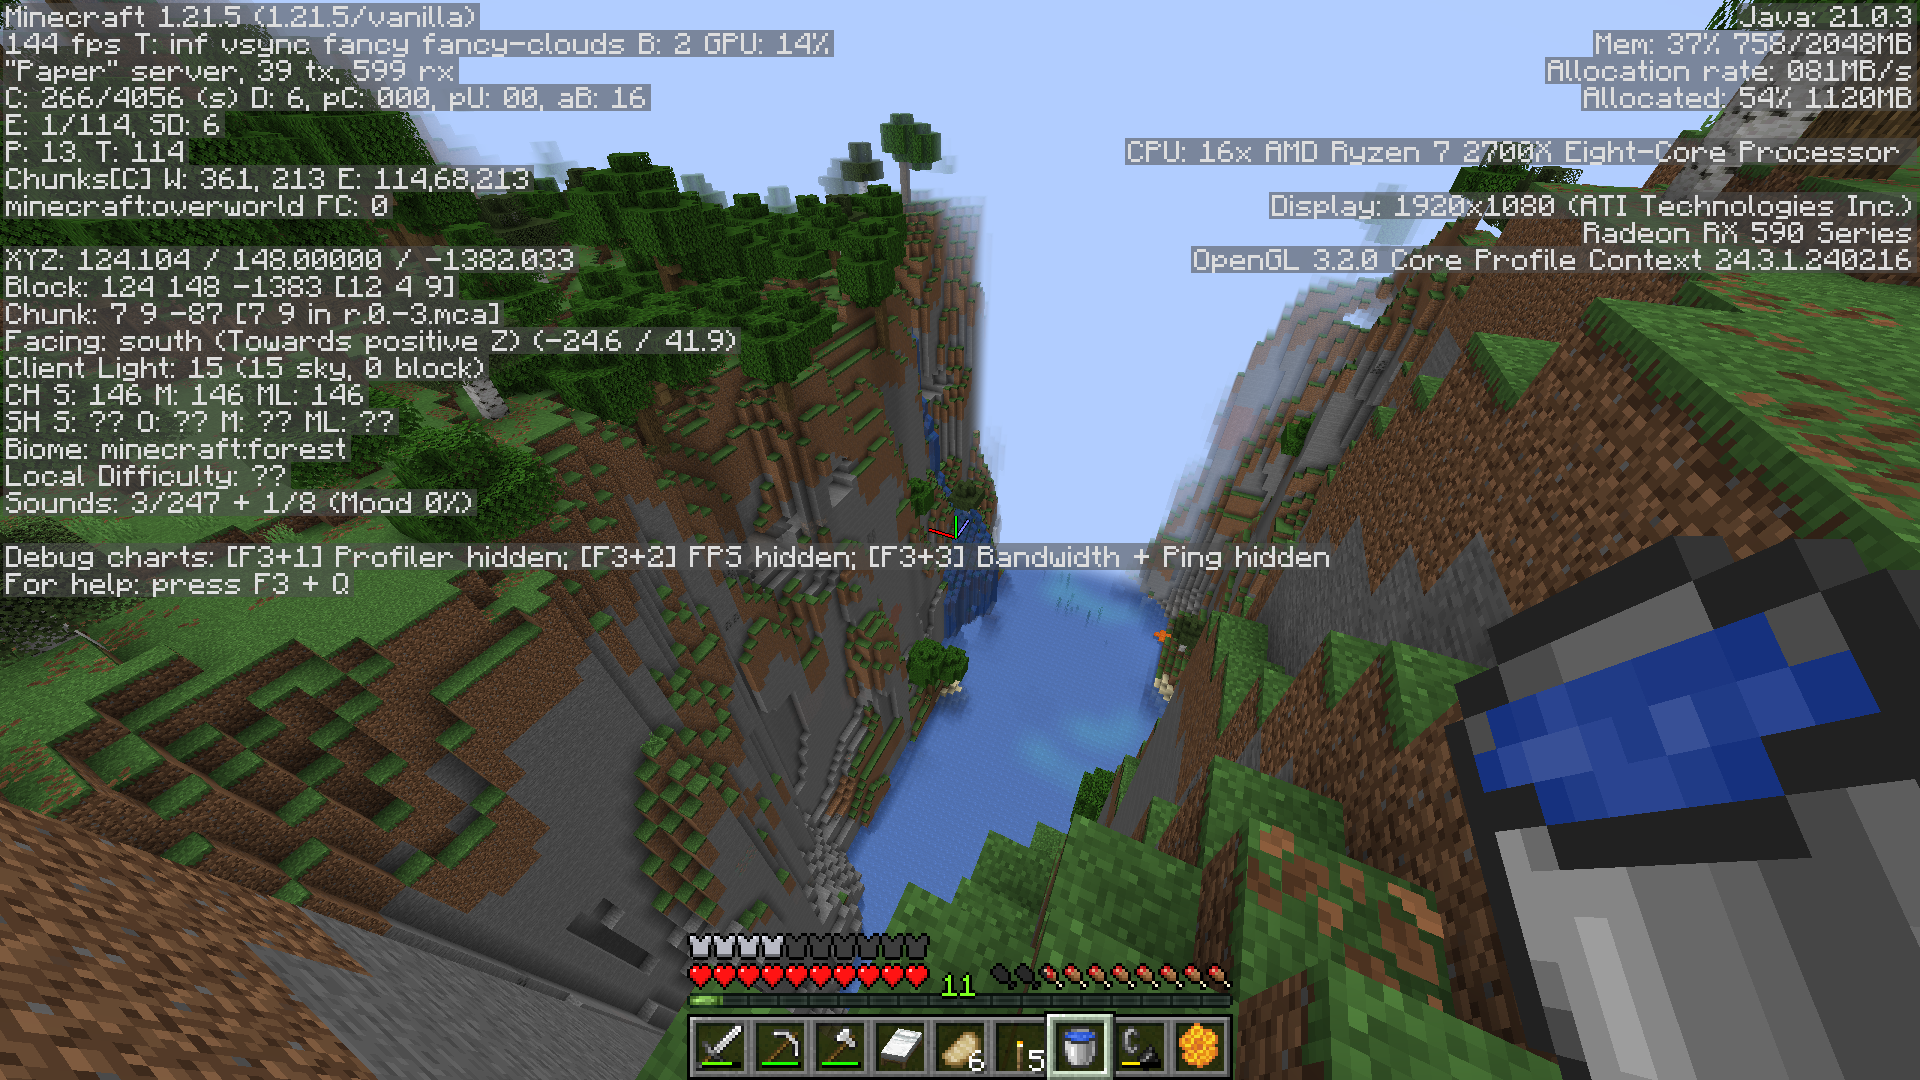 Minecraft 1.21.5 (1.21.5/vanilla)
144 fps T: inf vsync fancy fancy-clouds B: 2 GPU: 14%
"Paper" server, 39 tx, 599 rx
C: 266/4056 (s) D: 6, pC: 000, pU: 00, aB: 16
E: 1/114, SD: 6
P: 13. T: 114
Chunks[C] W: 361, 213 E: 114,68,213
minecraft:overworld FC: 0
XYZ: 124.104 / 148.00000 / -1382.033
Block: 124 148 -1383 [12 4 9]
Chunk: 7 9 -87 [7 9 in r.0.-3.mca]
Facing: south (Towards positive Z) (-24.6 / 41.9)
Client Light: 15 (15 sky, 0 block)
CH S: 146 M: 146 ML: 146
SH S: ?? O: ?? M: ?? ML: ??
Biome: minecraft:forest
Local Difficulty: ??
Sounds: 3/247 + 1/8 (Mood 0%)
Debug charts: [F3+1] Profiler hidden; [F3+2] FPS hidden; [F3+3] Bandwidth + Ping hidden
For help: press F3 + Q
Java: 21.0.3
Mem: 37% 758/2048MB
Allocation rate: 081MB/s
Allocated: 54% 1120MB
CPU: 16x AMD Ryzen 7 2700X Eight-Core Processor
Display: 1920x1080 (ATI Technologies Inc.)
Radeon RX 590 Series
OpenGL 3.2.0 Core Profile Context 24.3.1.240216
11
6
5